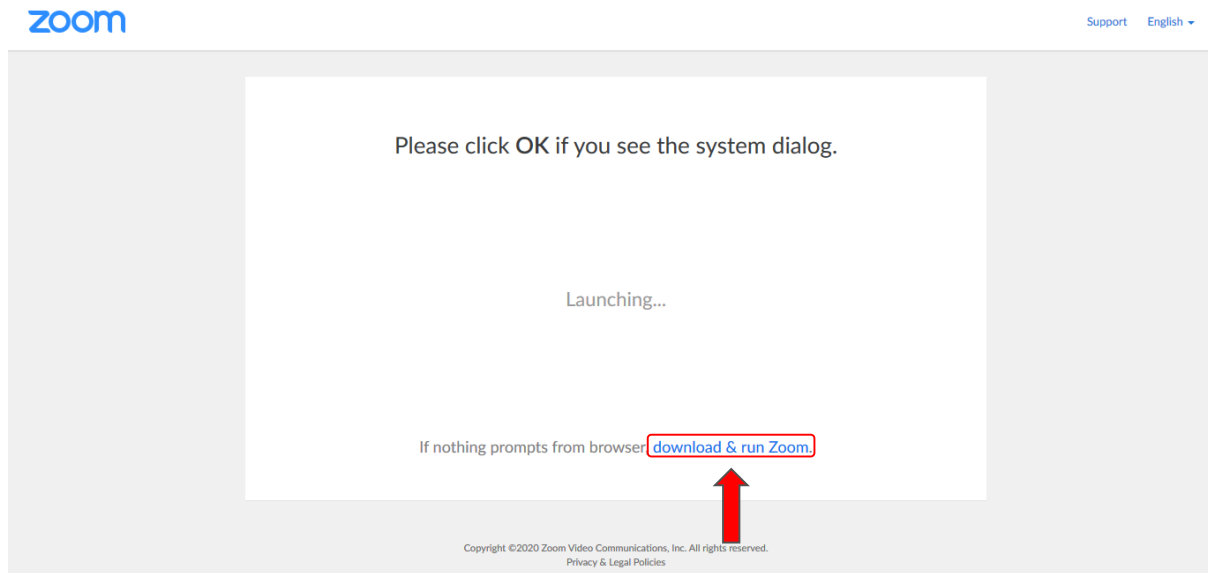 zoom
Support English
Please click OK if you see the system dialog.
Launching...
If nothing prompts from browser, download & run Zoom.
Copyright ©2020 Zoom Video Communications, Inc. All rights reserved.
Privacy & Legal Policies